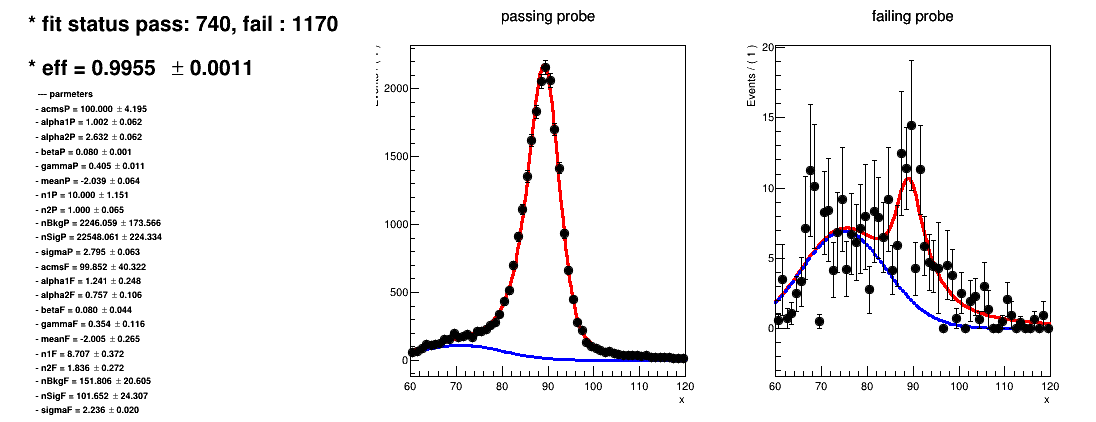 * fit status pass: 740, fail : 1170
* eff = 0.9955 ± 0.0011
--- parmeters
- acmsP = 100.000 ± 4.195
- alpha1P = 1.002 ± 0.062
- alpha2P = 2.632 ± 0.062
- betaP = 0.080 ± 0.001
- gammaP = 0.405 ± 0.011
- meanP = -2.039 ± 0.064
- n1P = 10.000 ± 1.151
- n2P = 1.000 ± 0.065
- nBkgP = 2246.059 ± 173.566
- nSigP = 22548.061 ± 224.334
- sigmaP = 2.795 ± 0.063
- acmsF = 99.852 ± 40.322
- alpha1F = 1.241 ± 0.248
- alpha2F = 0.757 ± 0.106
- betaF = 0.080 ± 0.044
- gammaF = 0.354 ± 0.116
- meanF = -2.005 ± 0.265
- n1F = 8.707 ± 0.372
- n2F = 1.836 ± 0.272
- nBkgF = 151.806 ± 20.605
- nSigF = 101.652 ± 24.307
- sigmaF = 2.236 ± 0.020
passing probe
2000
1500
1000
500
0
60 70 80 90 100 110 120
x
failing probe
Events / ( 1 )
20
15
10
5
0
60 70 80 90 100 110 120
x